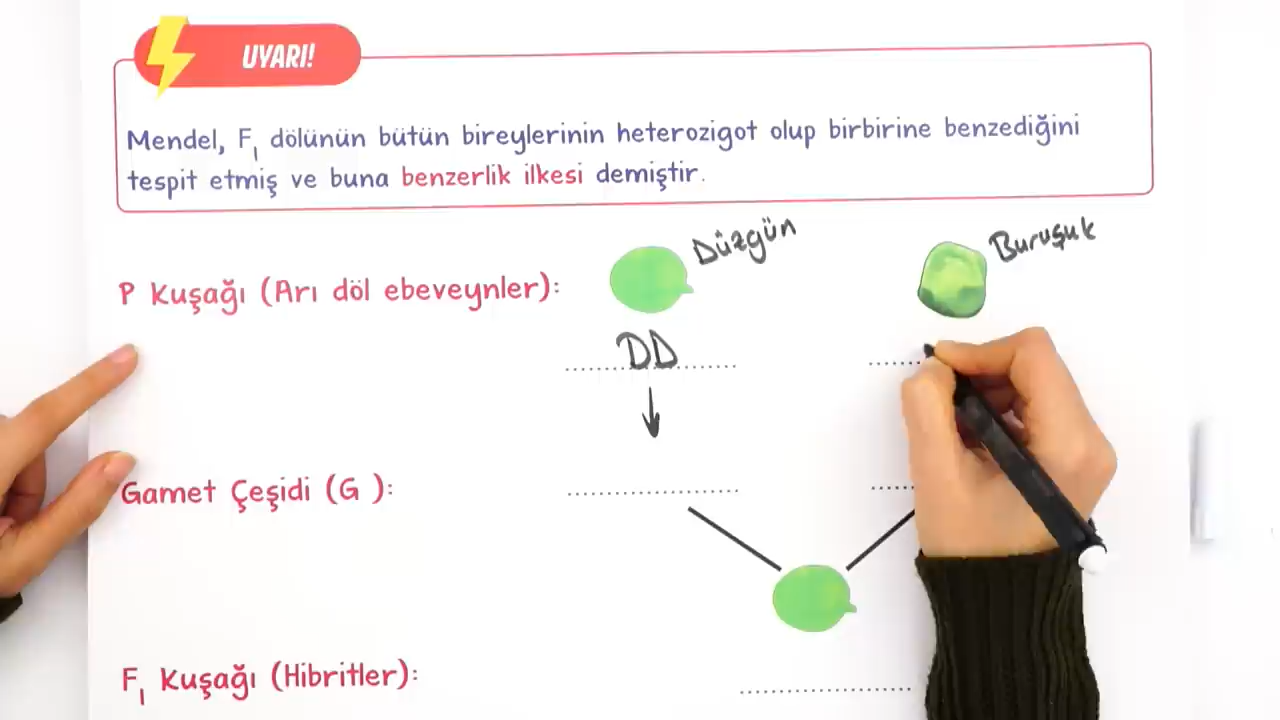 UYARI!
Mendel, F1 dölünün bütün bireylerinin heterozigot olup birbirine benzediğini
tespit etmiş ve buna benzerlik ilkesi demiştir.
Düzgün
Buruşuk
P Kuşağı (Arı döl ebeveynler):
DD
Gamet Çeşidi (G ):
F1 Kuşağı (Hibritler):